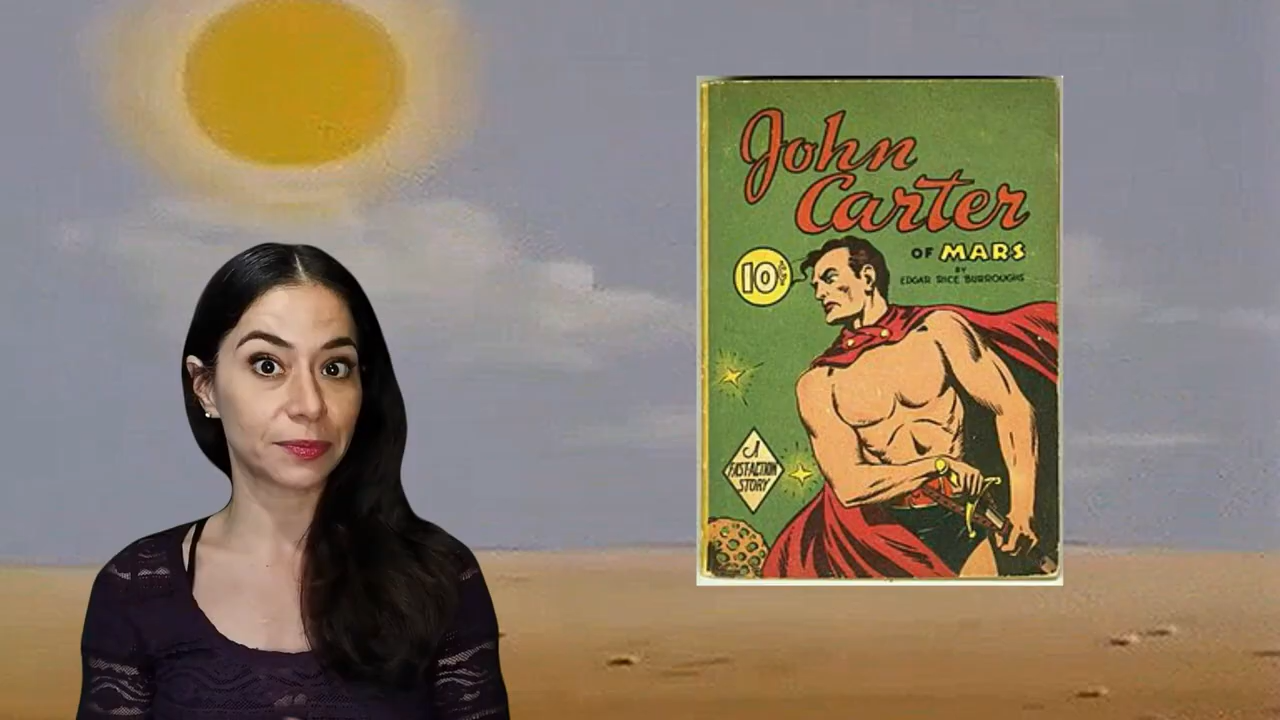 John
Carter
OF MARS
BY
EDGAR RICE BURROUGHS
10¢
A
FAST-ACTION
STORY